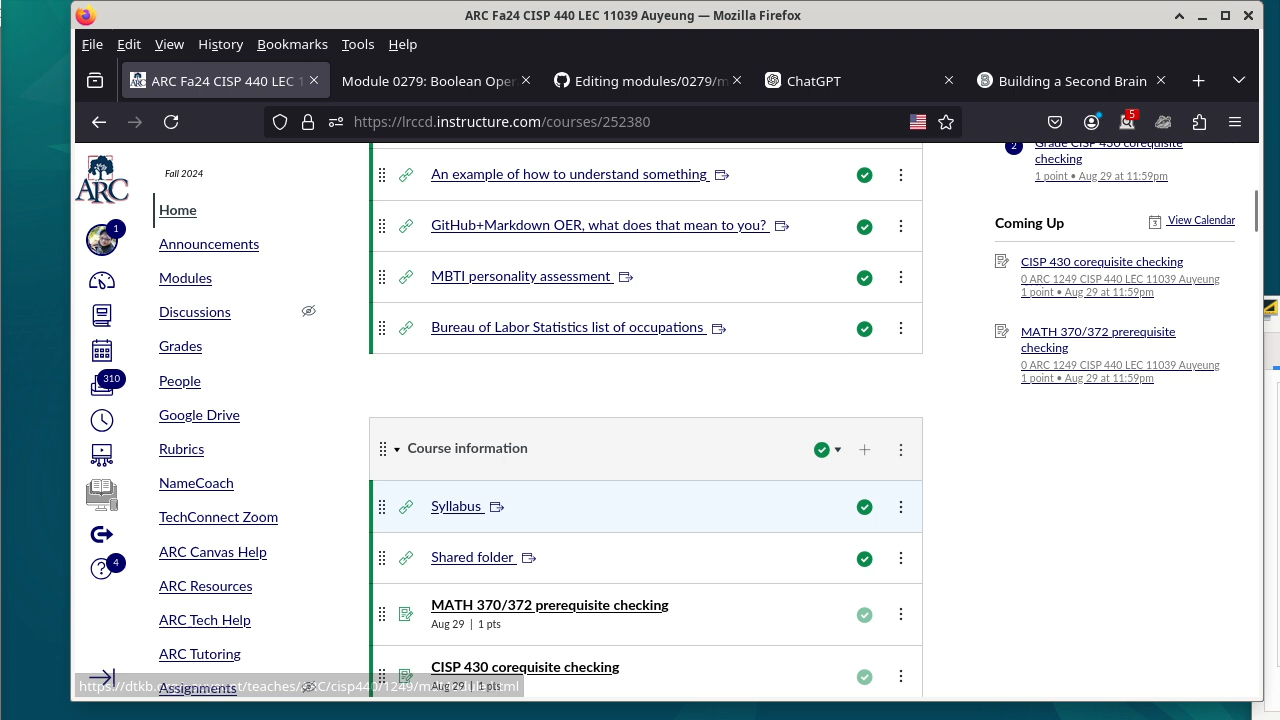 ARC Fa24 CISP 440 LEC 11039 Auyeung — Mozilla Firefox
File Edit View History Bookmarks Tools Help
ARC Fa24 CISP 440 LEC 1
Module 0279: Boolean Oper
Editing modules/0279/m
ChatGPT
Building a Second Brain
https://lrccd.instructure.com/courses/252380
5
ARC
1
310
4
Fall 2024
Home
Announcements
Modules
Discussions
Grades
People
Google Drive
Rubrics
NameCoach
TechConnect Zoom
ARC Canvas Help
ARC Resources
ARC Tech Help
ARC Tutoring
Assignments
An example of how to understand something
GitHub+Markdown OER, what does that mean to you?
MBTI personality assessment
Bureau of Labor Statistics list of occupations
Course information
Syllabus
Shared folder
MATH 370/372 prerequisite checking
Aug 29 | 1 pts
CISP 430 corequisite checking
Aug 29 | 1 pts
2
Grade CISP 430 corequisite
checking
1 point • Aug 29 at 11:59pm
Coming Up
View Calendar
CISP 430 corequisite checking
0 ARC 1249 CISP 440 LEC 11039 Auyeung
1 point • Aug 29 at 11:59pm
MATH 370/372 prerequisite
checking
0 ARC 1249 CISP 440 LEC 11039 Auyeung
1 point • Aug 29 at 11:59pm